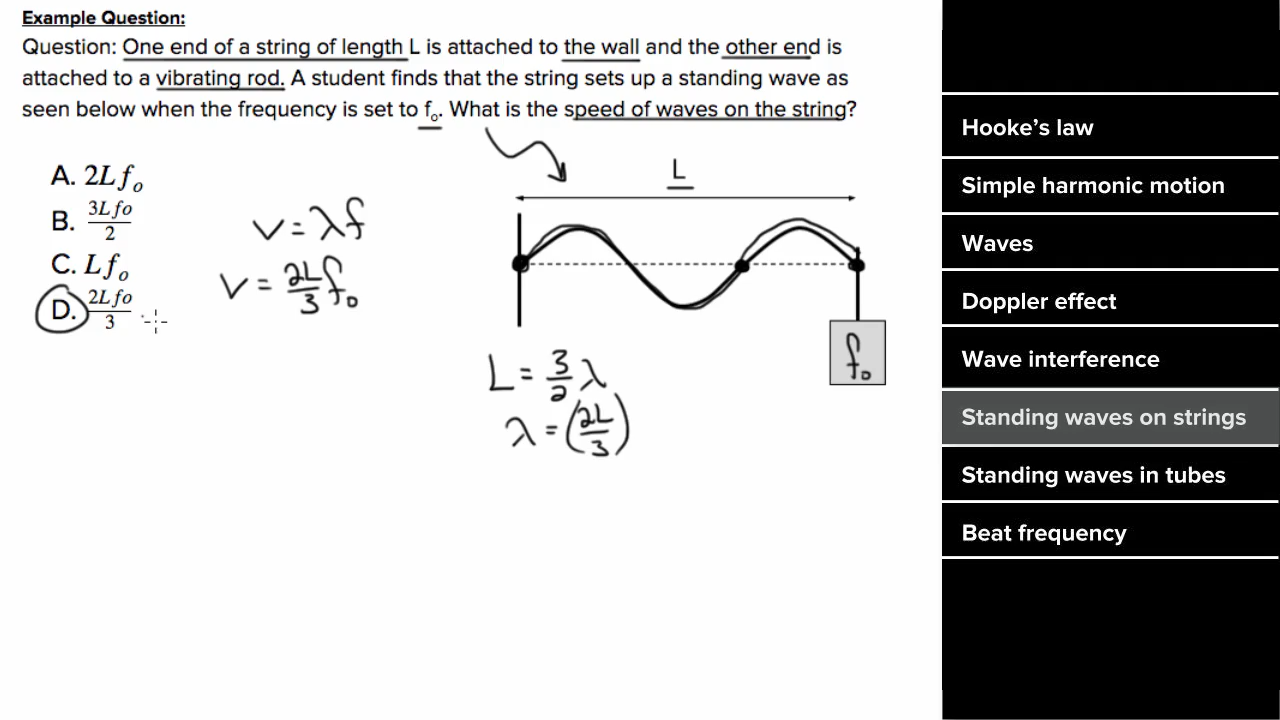 Example Question:
Question: One end of a string of length L is attached to the wall and the other end is
attached to a vibrating rod. A student finds that the string sets up a standing wave as
seen below when the frequency is set to fₒ. What is the speed of waves on the string?
A. 2Lfₒ
B. 3Lfo/2
C. Lfₒ
D. 2Lfo/3
v = λf
v = 2L/3 f₀
L
f₀
L = 3/2 λ
λ = (2L/3)
Hooke's law
Simple harmonic motion
Waves
Doppler effect
Wave interference
Standing waves on strings
Standing waves in tubes
Beat frequency